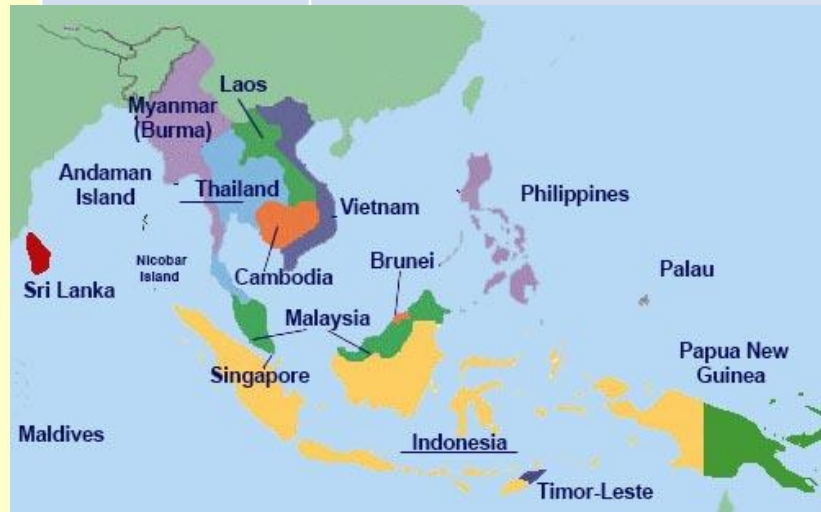 Laos
Myanmar
(Burma)
Andaman
Island
Thailand
Vietnam
Philippines
Nicobar
Island
Cambodia
Brunei
Palau
Sri Lanka
Malaysia
Singapore
Papua New
Guinea
Maldives
Indonesia
Timor-Leste